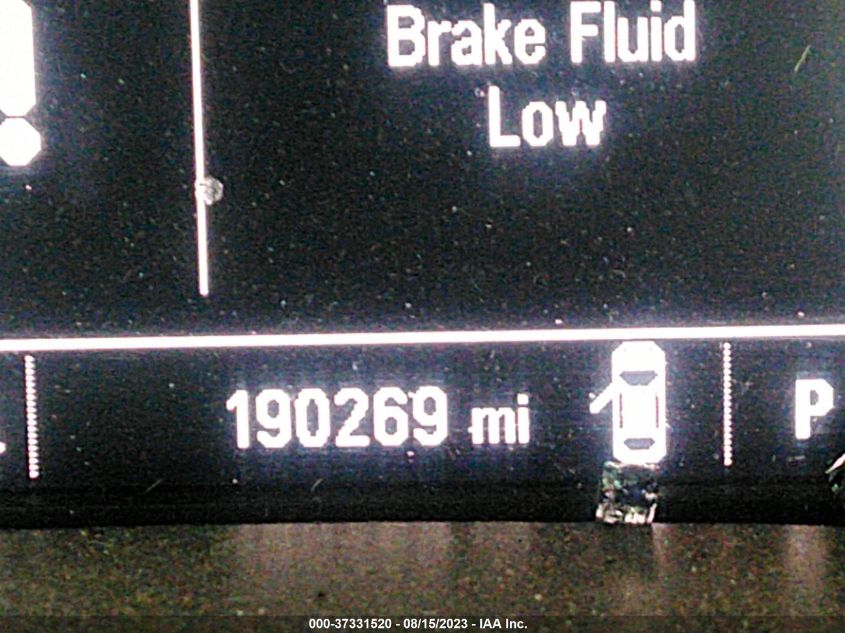 Brake Fluid
Low
190269 mi
P
000-37331520 - 08/15/2023 - IAA Inc.